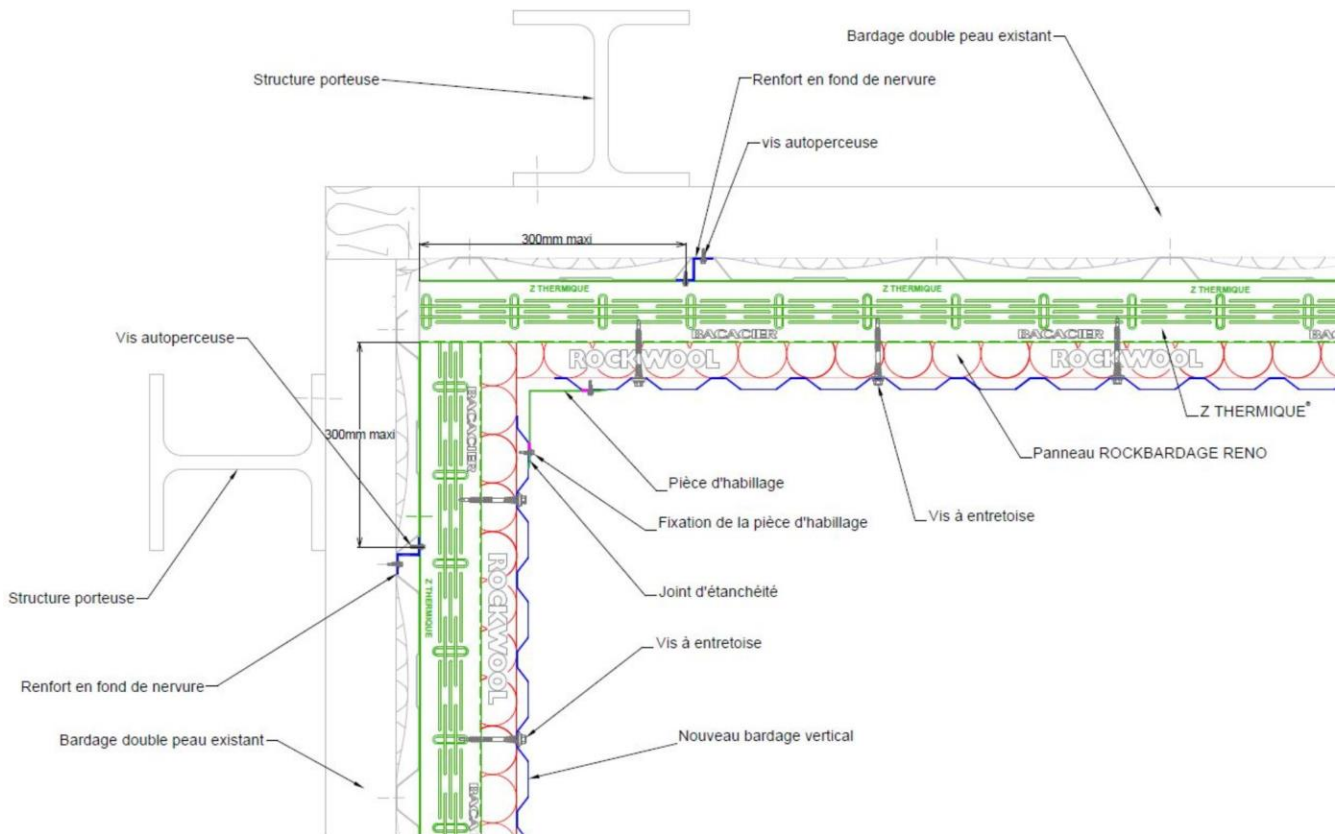 Bardage double peau existant
Structure porteuse
Renfort en fond de nervure
vis autoperceuse
300mm maxi
Z THERMIQUE
Z THERMIQUE
Z THERMIQUE
BACACIER
BACACIER
BAC
ROCKWOOL
ROCKWOOL
Vis autoperceuse
300mm maxi
BACACIER
Z THERMIQUE®
Panneau ROCKBARDAGE RENO
Pièce d'habillage
Vis à entretoise
Fixation de la pièce d'habillage
Joint d'étanchéité
Structure porteuse
Z THERMIQUE
ROCKWOOL
Vis à entretoise
Renfort en fond de nervure
Bardage double peau existant
Nouveau bardage vertical
BACA